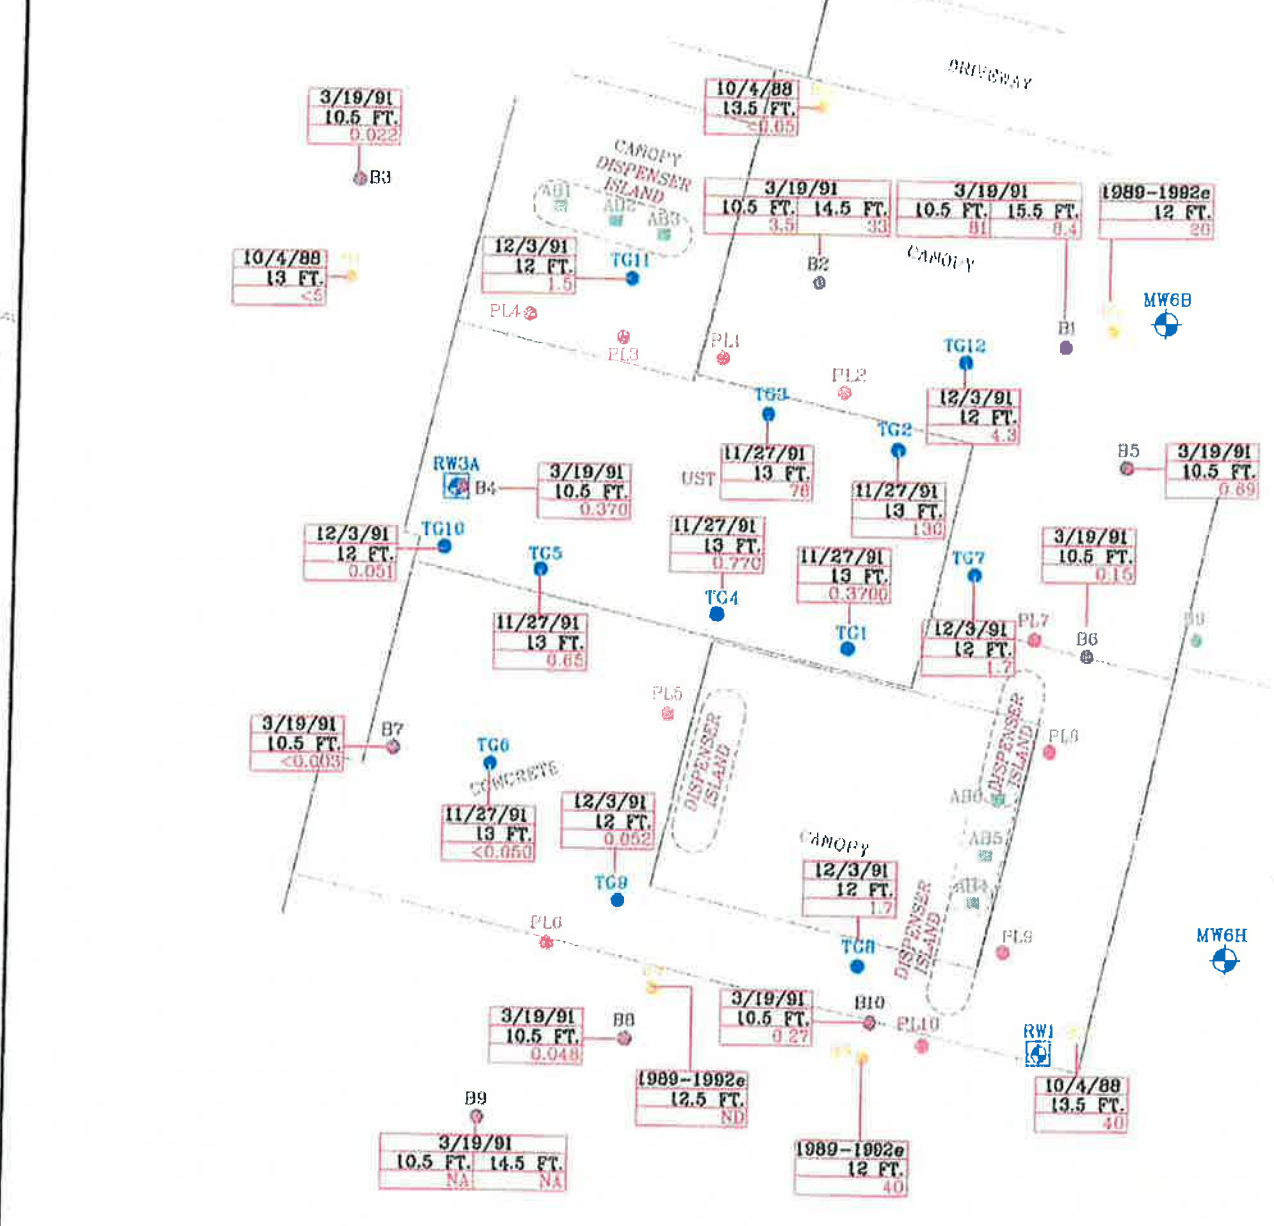 DRIVEWAY
3/19/91
10.5 FT.
0.022
B3
10/4/88
13.5 FT.
<0.05
CANOPY
DISPENSER
ISLAND
AB1
AB2
AB3
3/19/91
10.5 FT. 14.5 FT.
3.5 33
B2
3/19/91
10.5 FT. 15.5 FT.
81 8.4
B1
1989-1992e
12 FT.
20
CANOPY
10/4/88
13 FT.
<5
12/3/91
12 FT.
1.5
TG11
MW6B
PL4
PL3
PL1
PL2
TG12
12/3/91
12 FT.
4.3
TG3
11/27/91
13 FT.
76
UST
TG2
11/27/91
13 FT.
130
B5
3/19/91
10.5 FT.
0.69
RW3A
B4
3/19/91
10.5 FT.
0.370
12/3/91
12 FT.
0.051
TG10
TG5
11/27/91
13 FT.
0.65
11/27/91
13 FT.
0.770
TG4
11/27/91
13 FT.
0.3700
TG1
TG7
12/3/91
12 FT.
1.7
3/19/91
10.5 FT.
0.15
B6
PL7
PL5
DISPENSER
ISLAND
DISPENSER
ISLAND
PL8
3/19/91
10.5 FT.
<0.003
B7
TG6
CONCRETE
11/27/91
13 FT.
<0.050
12/3/91
12 FT.
0.052
TG9
AB6
AB5
AB4
CANOPY
12/3/91
12 FT.
1.7
TG8
DISPENSER
ISLAND
PL9
MW6H
PL6
3/19/91
10.5 FT.
0.048
B8
3/19/91
10.5 FT.
0.27
B10
PL10
RW1
1989-1992e
12.5 FT.
ND
10/4/88
13.5 FT.
40
B9
3/19/91
10.5 FT. 14.5 FT.
NA NA
1989-1992e
12 FT.
40